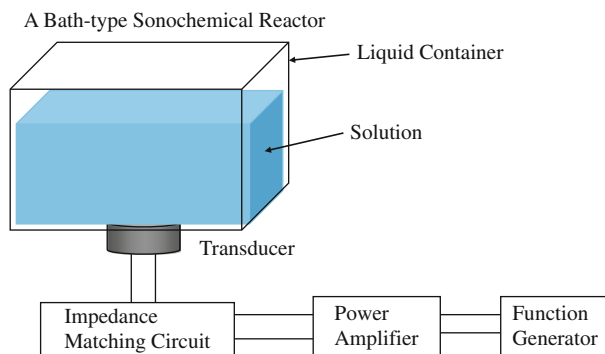 A Bath-type Sonochemical Reactor
Liquid Container
Solution
Transducer
Impedance
Matching Circuit
Power
Amplifier
Function
Generator